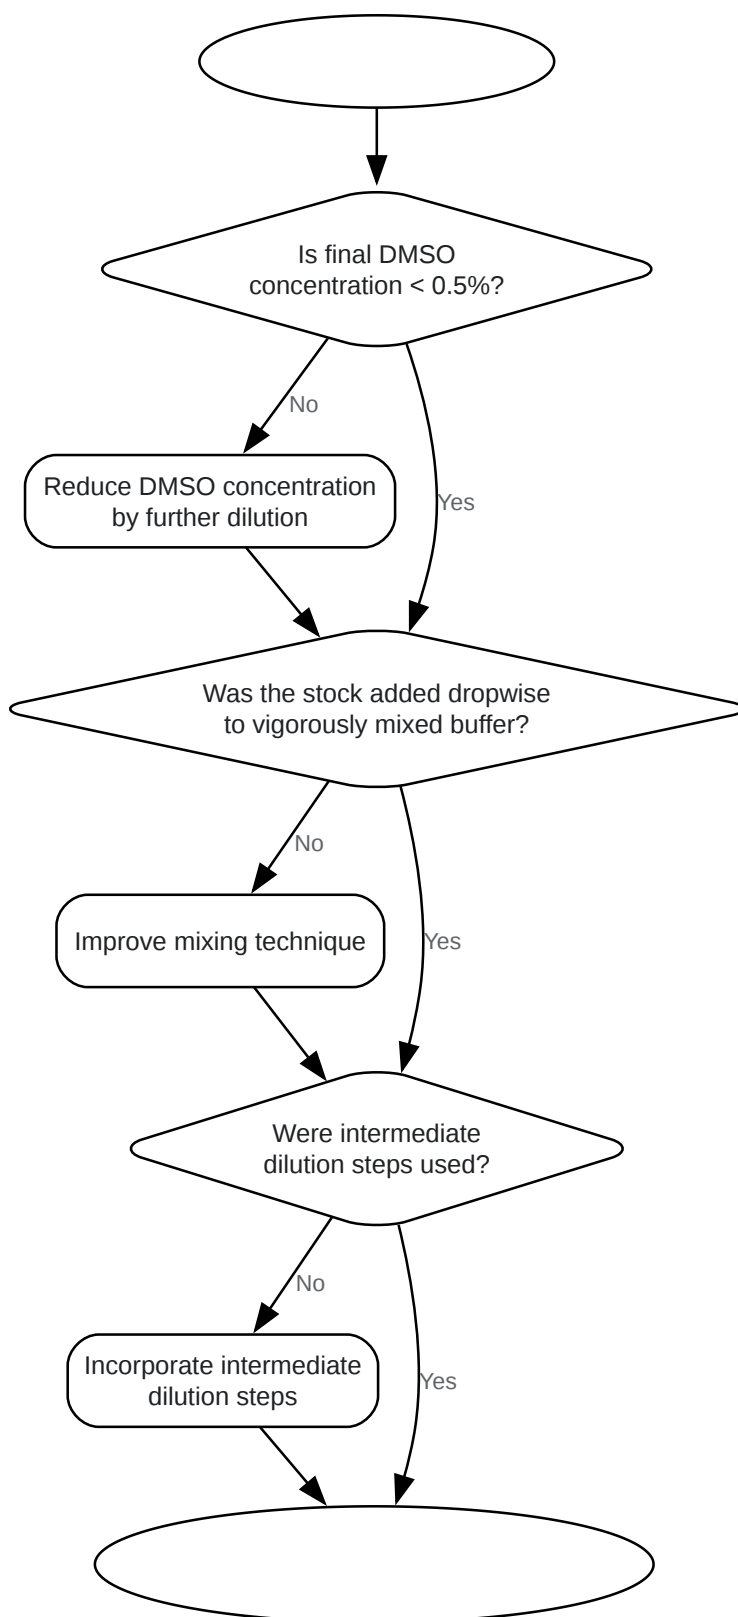 Is final DMSO
concentration < 0.5%?
No
Reduce DMSO concentration
by further dilution
Yes
Was the stock added dropwise
to vigorously mixed buffer?
No
Improve mixing technique
Yes
Were intermediate
dilution steps used?
No
Incorporate intermediate
dilution steps
Yes